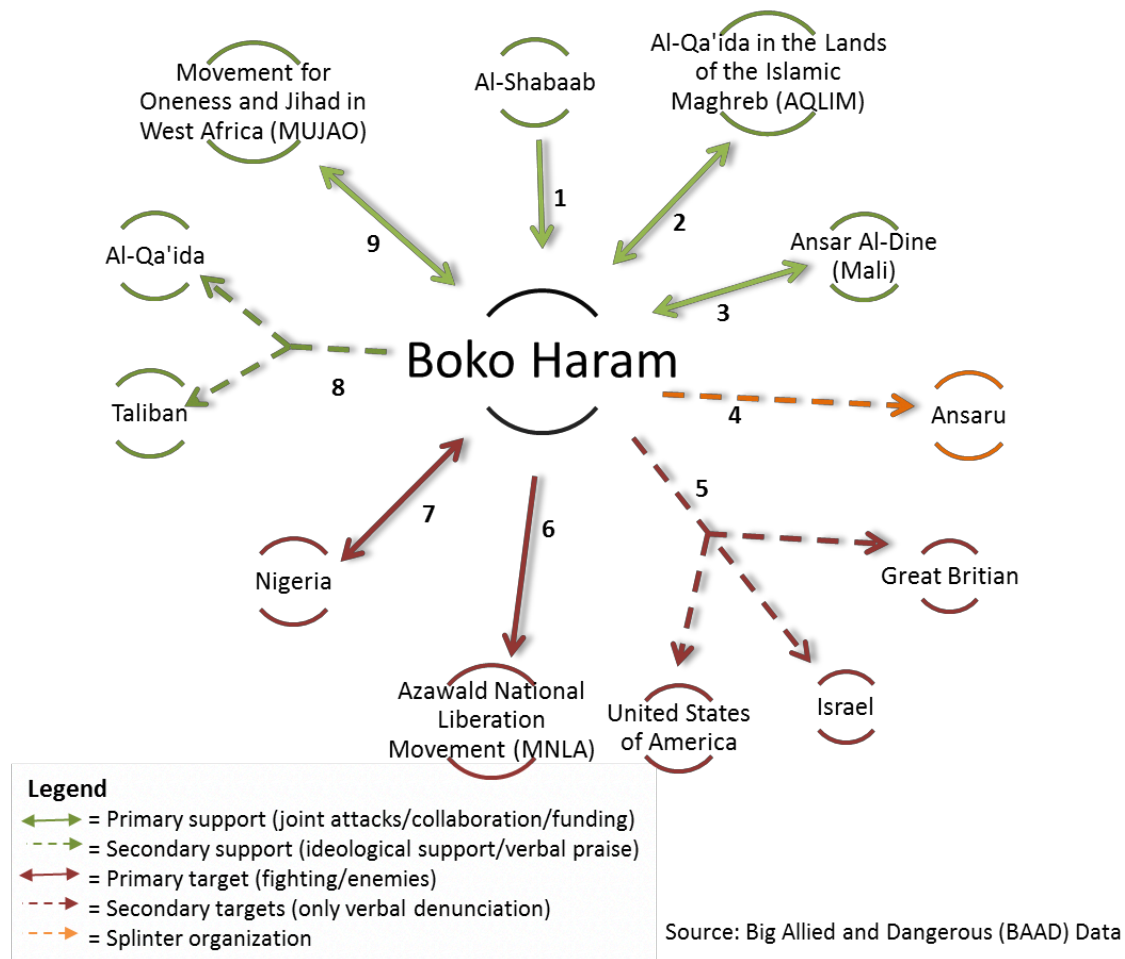 Movement for
Oneness and Jihad in
West Africa (MUJAO)
Al-Shabaab
Al-Qa'ida in the Lands
of the Islamic
Maghreb (AQLIM)
1
2
9
Ansar Al-Dine
(Mali)
3
Al-Qa'ida
Boko Haram
8
Taliban
4
Ansaru
5
7
6
Nigeria
Great Britian
Azawald National
Liberation
Movement (MNLA)
United States
of America
Israel
Legend
= Primary support (joint attacks/collaboration/funding)
= Secondary support (ideological support/verbal praise)
= Primary target (fighting/enemies)
= Secondary targets (only verbal denunciation)
= Splinter organization
Source: Big Allied and Dangerous (BAAD) Data